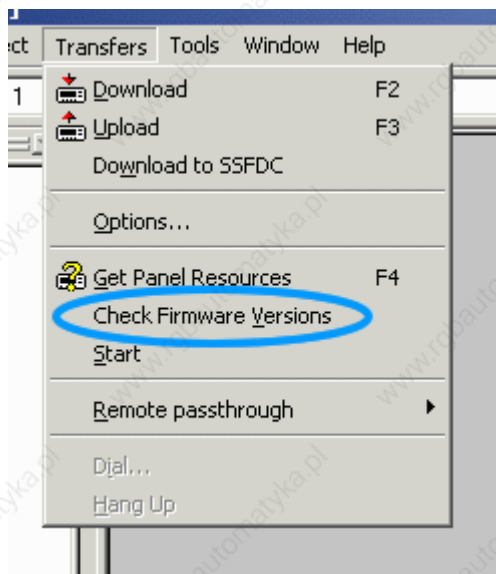 ect Transfers Tools Window Help
1
Download F2
Upload F3
Download to SSFDC
Options...
Get Panel Resources F4
Check Firmware Versions
Start
Remote passthrough
Dial...
Hang Up
www.rgbautomatyka.pl